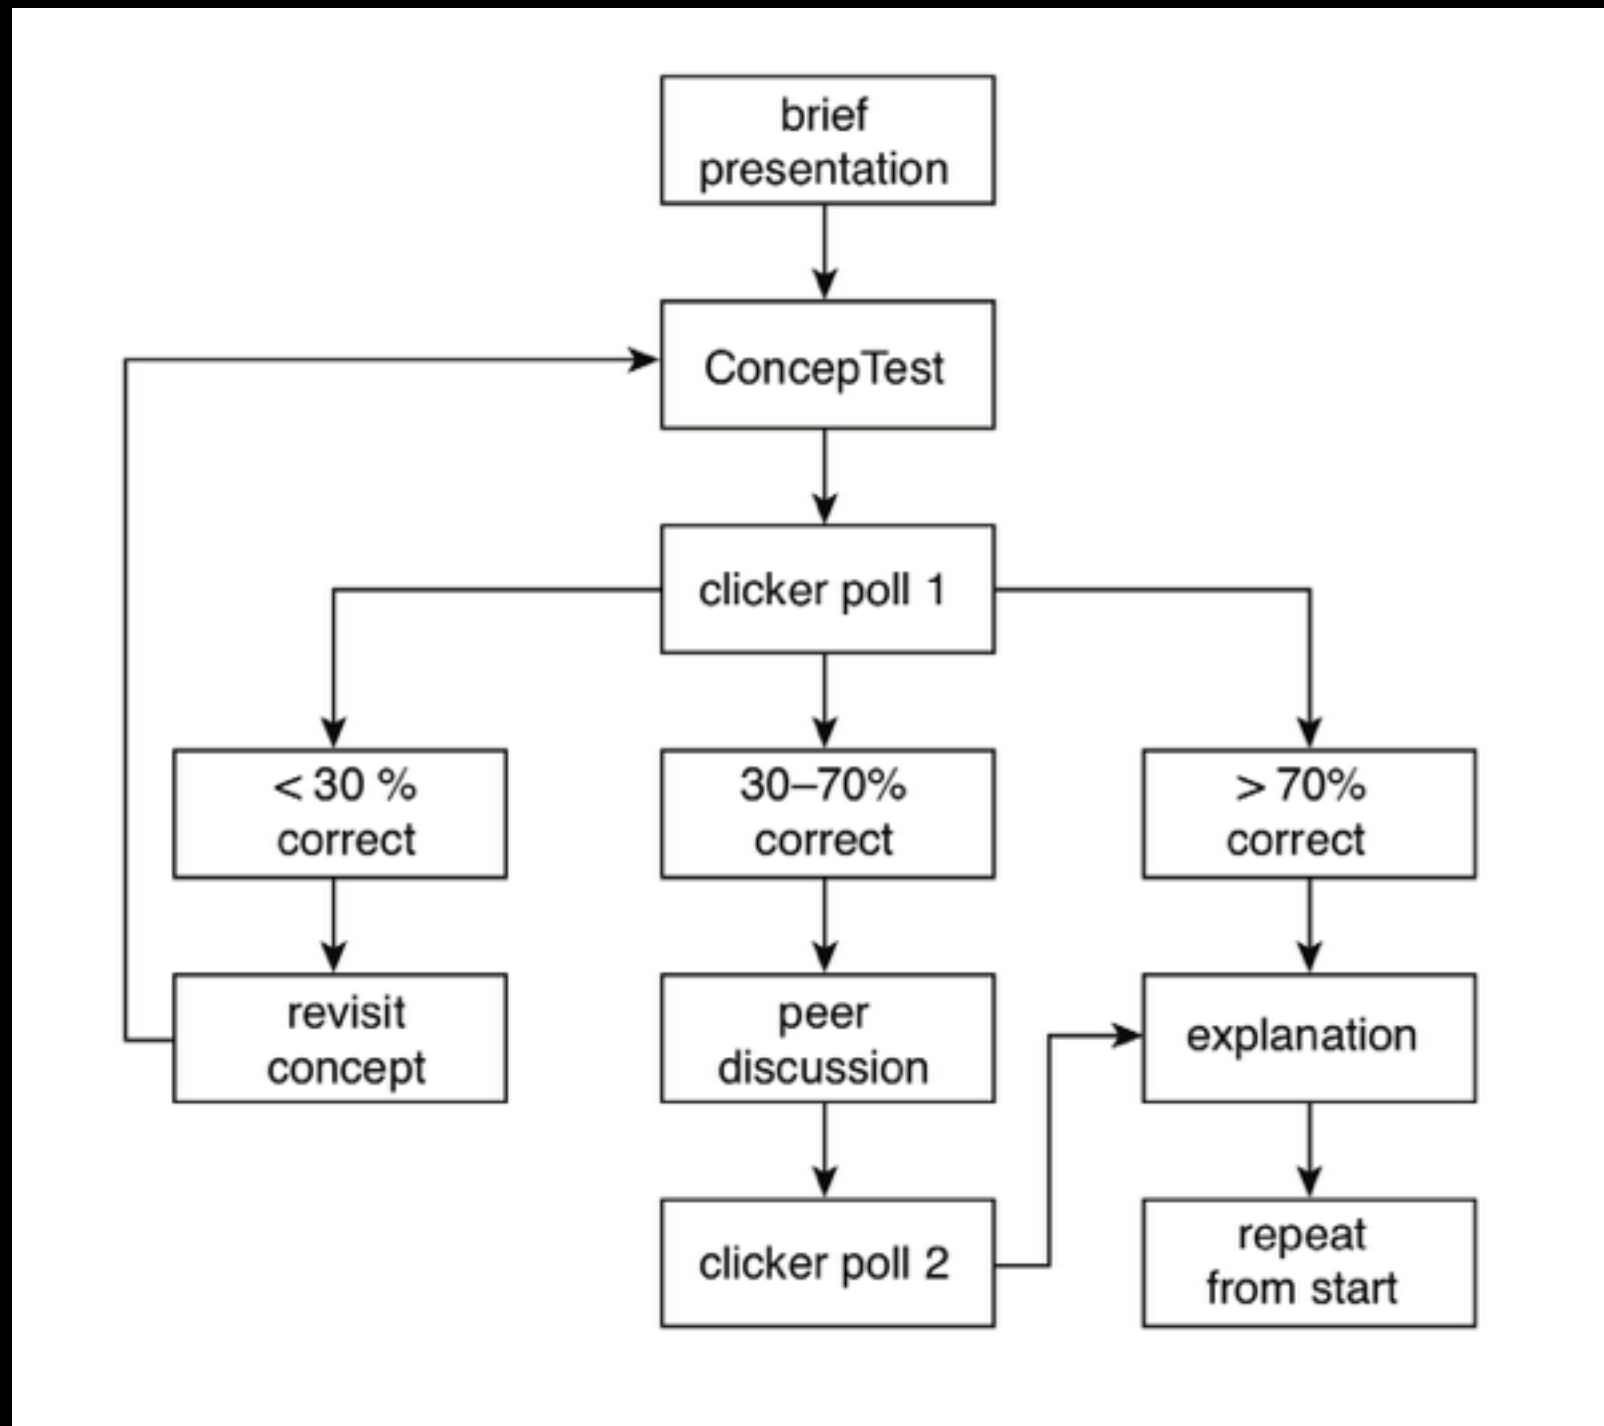 brief
presentation
ConcepTest
clicker poll 1
< 30 %
correct
30–70%
correct
> 70%
correct
revisit
concept
peer
discussion
explanation
clicker poll 2
repeat
from start